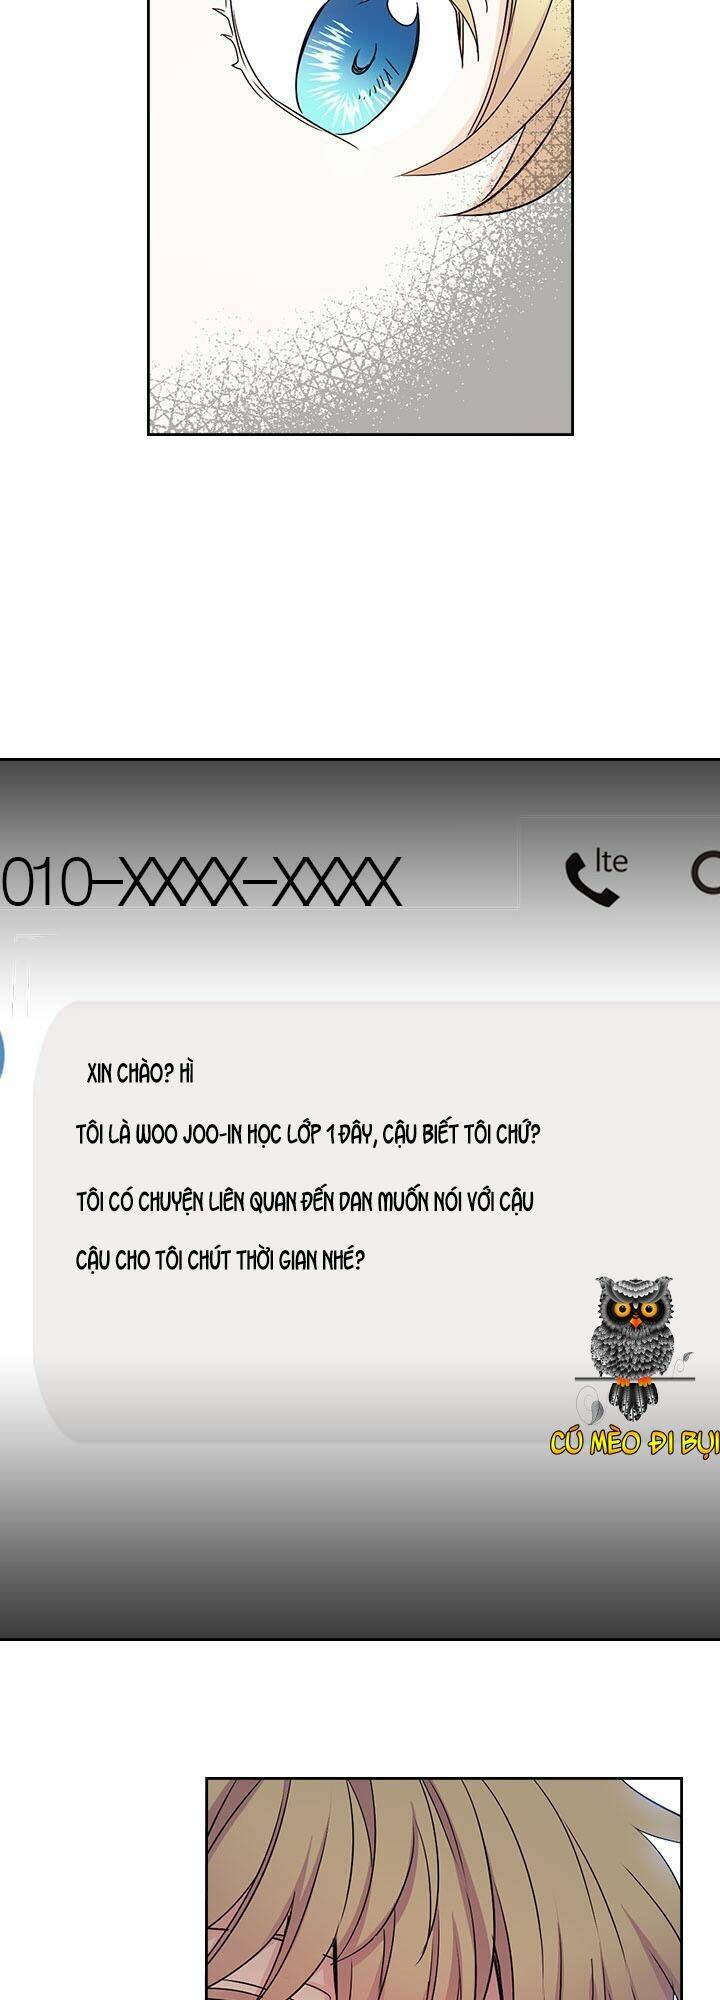 010-XXXX-XXXX
lte
XIN CHÀO? HÌ
TÔI LÀ WOO JOO-IN HỌC LỚP 1 ĐÂY, CẬU BIẾT TÔI CHỨ?
TÔI CÓ CHUYỆN LIÊN QUAN ĐẾN DAN MUỐN NÓI VỚI CẬU
CẬU CHO TÔI CHÚT THỜI GIAN NHÉ?
CÚ MÈO ĐI BỤI